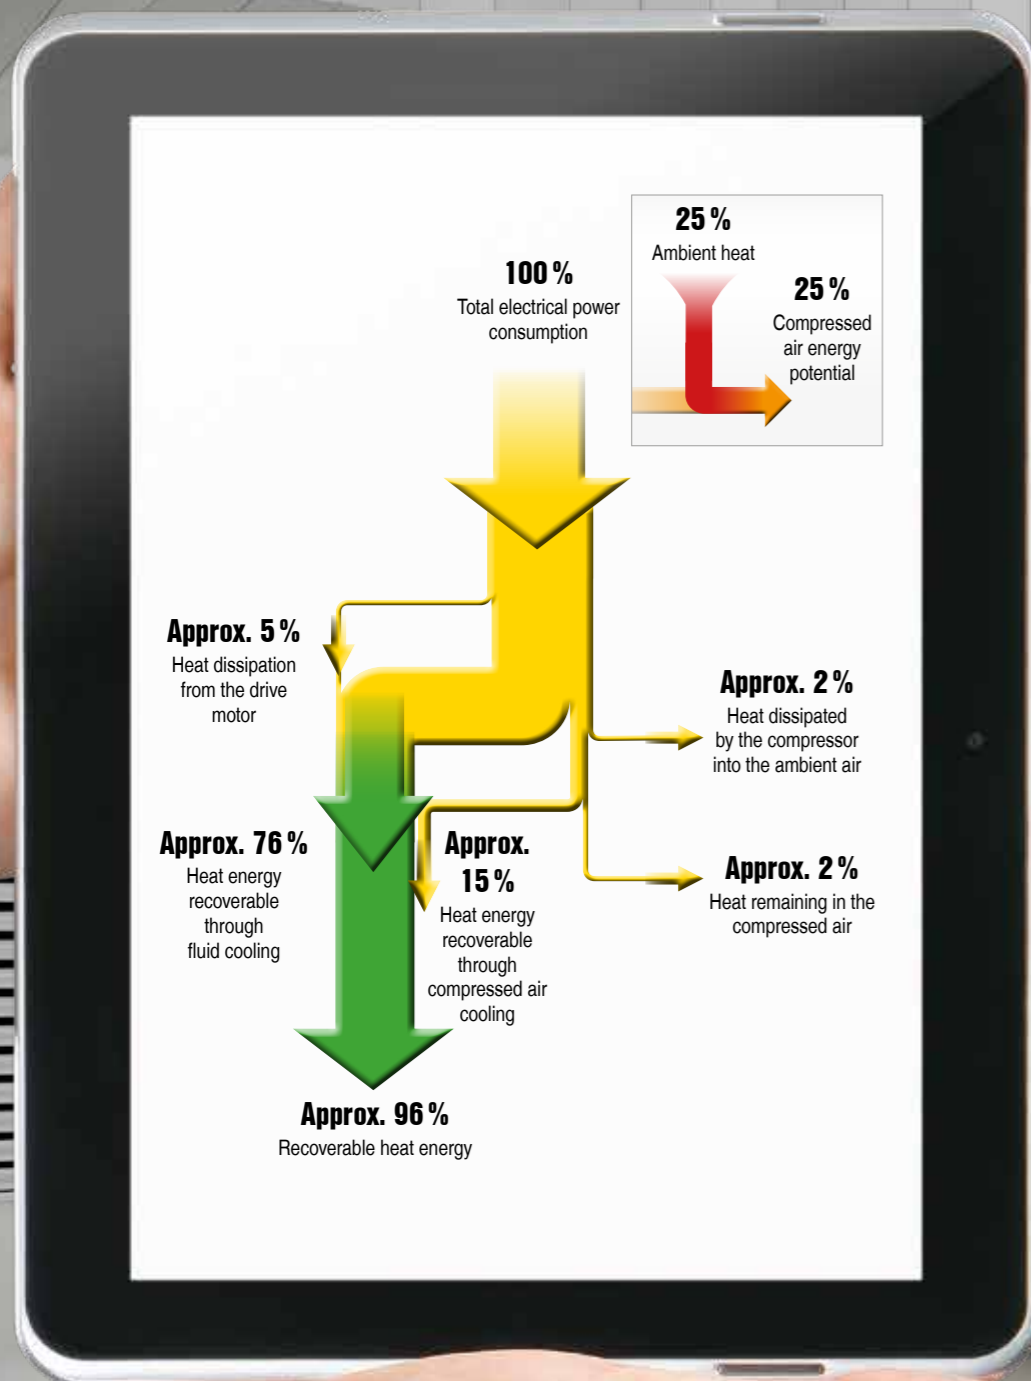 25 %
Ambient heat
100 %
Total electrical power
consumption
25 %
Compressed
air energy
potential
Approx. 5 %
Heat dissipation
from the drive
motor
Approx. 2 %
Heat dissipated
by the compressor
into the ambient air
Approx. 76 %
Heat energy
recoverable
through
fluid cooling
Approx.
15 %
Heat energy
recoverable
through
compressed air
cooling
Approx. 2 %
Heat remaining in the
compressed air
Approx. 96 %
Recoverable heat energy